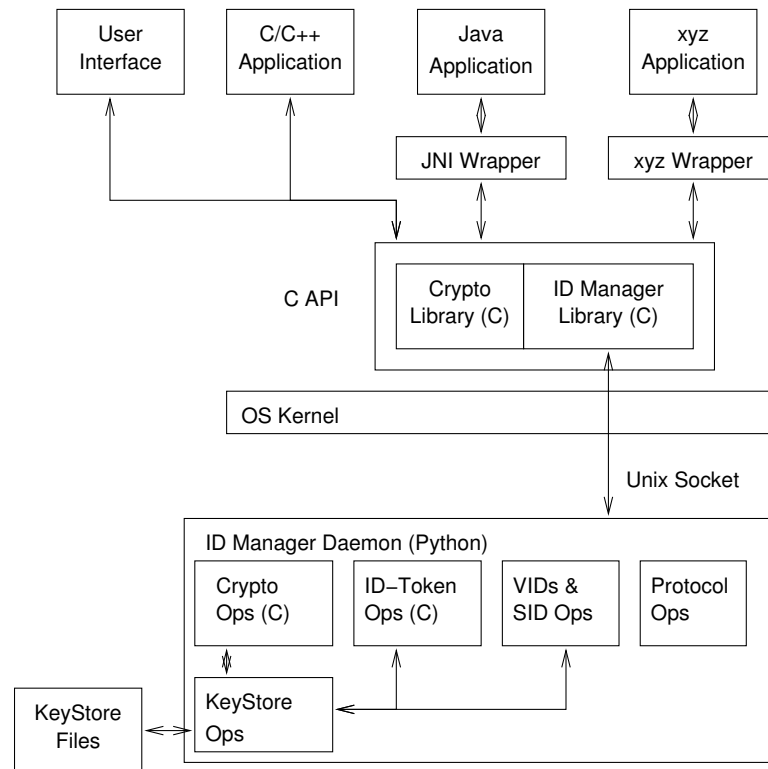 User
Interface
C/C++
Application
Java
Application
xyz
Application
JNI Wrapper
xyz Wrapper
C API
Crypto
Library (C)
ID Manager
Library (C)
OS Kernel
Unix Socket
ID Manager Daemon (Python)
Crypto
Ops (C)
ID−Token
Ops (C)
VIDs &
SID Ops
Protocol
Ops
KeyStore
Ops
KeyStore
Files